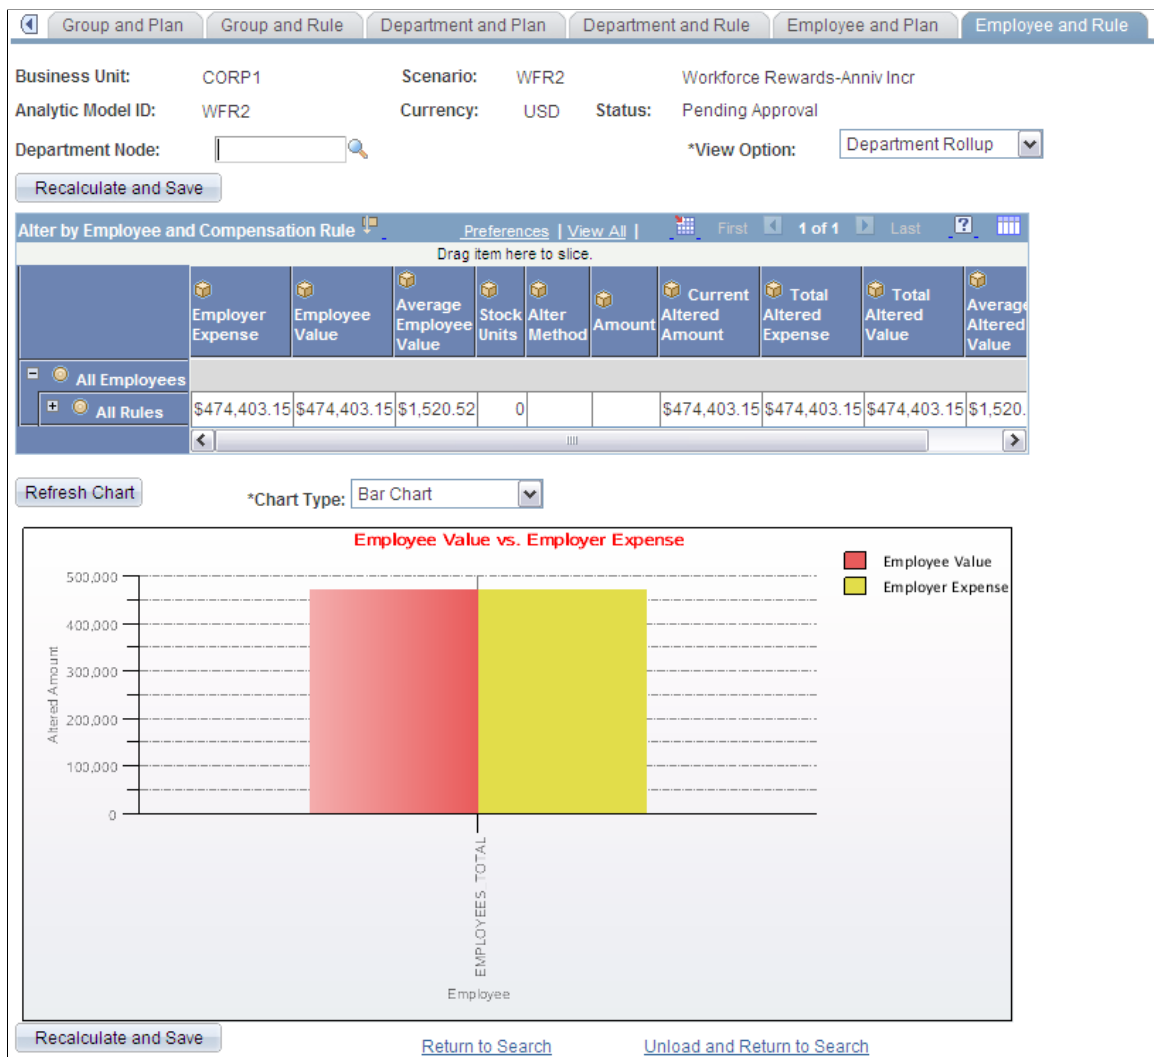 Group and Plan Group and Rule Department and Plan Department and Rule Employee and Plan Employee and Rule
Business Unit: CORP1 Scenario: WFR2 Workforce Rewards-Anniv Incr
Analytic Model ID: WFR2 Currency: USD Status: Pending Approval
Department Node: *View Option: Department Rollup
Recalculate and Save
Alter by Employee and Compensation Rule Preferences | View All | First 1 of 1 Last
Drag item here to slice.
Employer Expense Employee Value Average Employee Value Stock Units Alter Method Amount Current Altered Amount Total Altered Expense Total Altered Value Average Altered Value
All Employees
All Rules $474,403.15 $474,403.15 $1,520.52 0 $474,403.15 $474,403.15 $474,403.15 $1,520.
Refresh Chart *Chart Type: Bar Chart
Employee Value vs. Employer Expense
Employee Value
Employer Expense
500,000
400,000
300,000
200,000
100,000
0
Altered Amount
EMPLOYEES TOTAL
Employee
Recalculate and Save Return to Search Unload and Return to Search